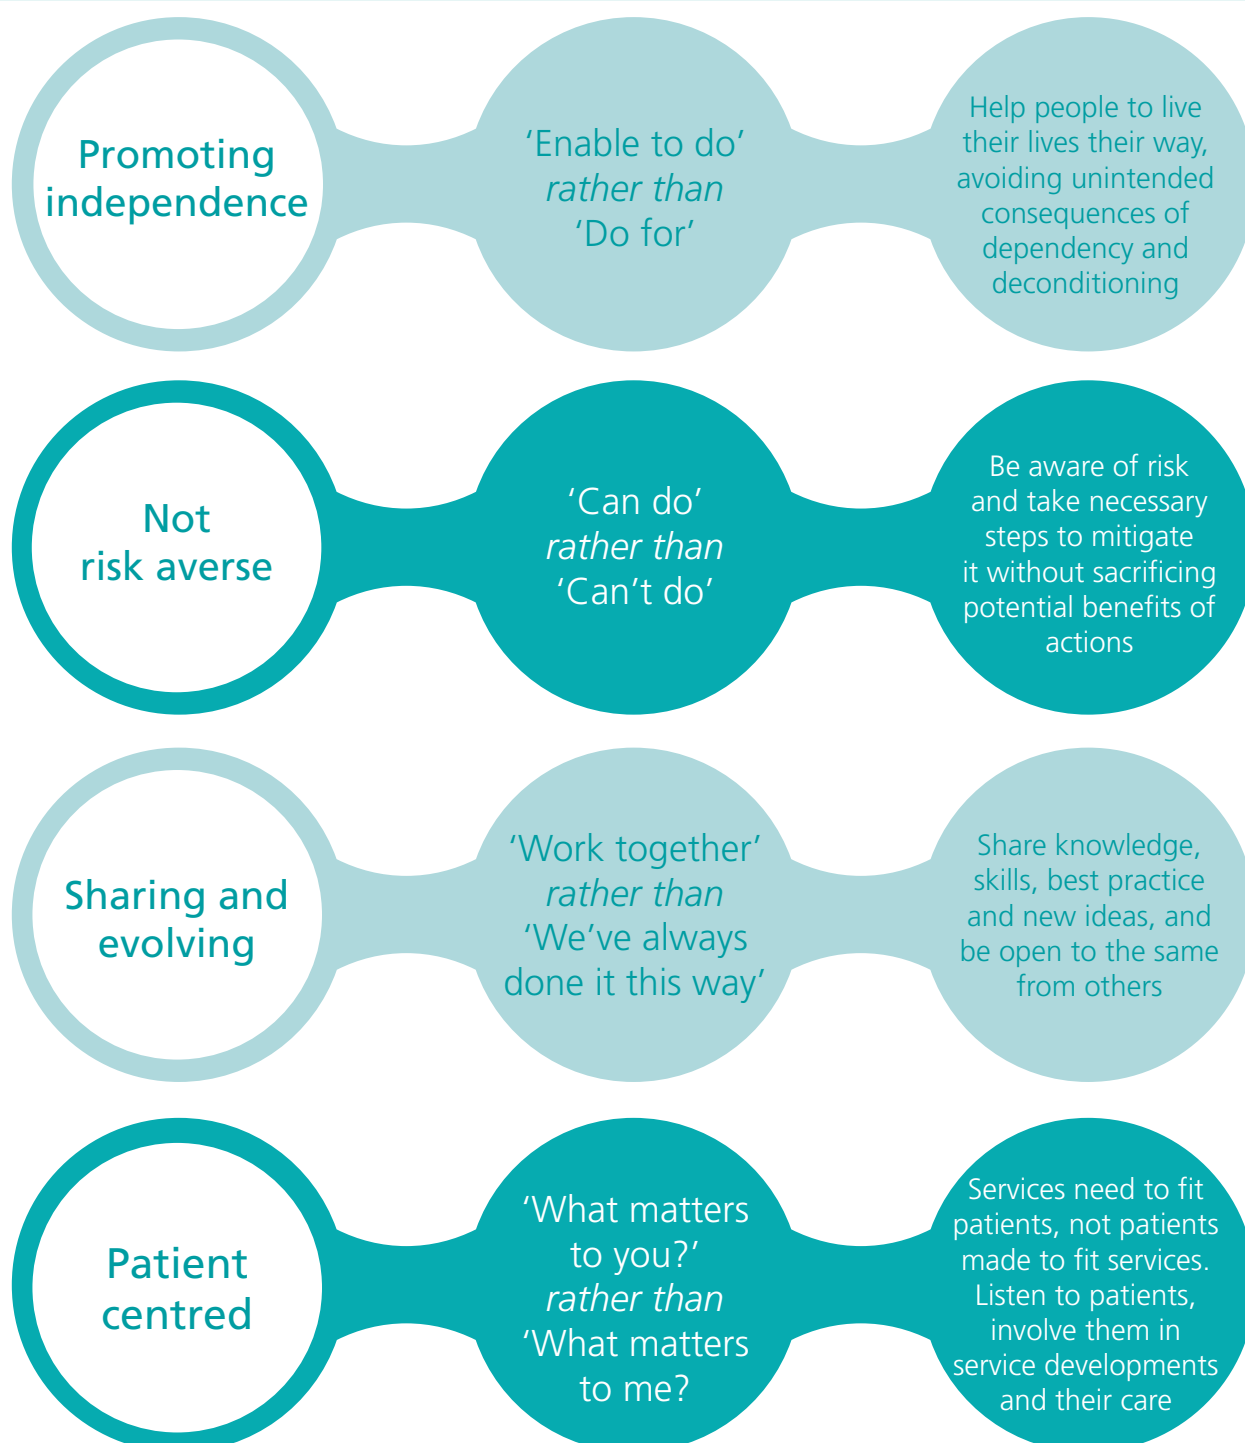 Promoting
independence
‘Enable to do’
rather than
‘Do for’
Help people to live
their lives their way,
avoiding unintended
consequences of
dependency and
deconditioning
Not
risk averse
‘Can do’
rather than
‘Can’t do’
Be aware of risk
and take necessary
steps to mitigate
it without sacrificing
potential benefits of
actions
Sharing and
evolving
‘Work together’
rather than
‘We’ve always
done it this way’
Share knowledge,
skills, best practice
and new ideas, and
be open to the same
from others
Patient
centred
‘What matters
to you?’
rather than
‘What matters
to me?
Services need to fit
patients, not patients
made to fit services.
Listen to patients,
involve them in
service developments
and their care